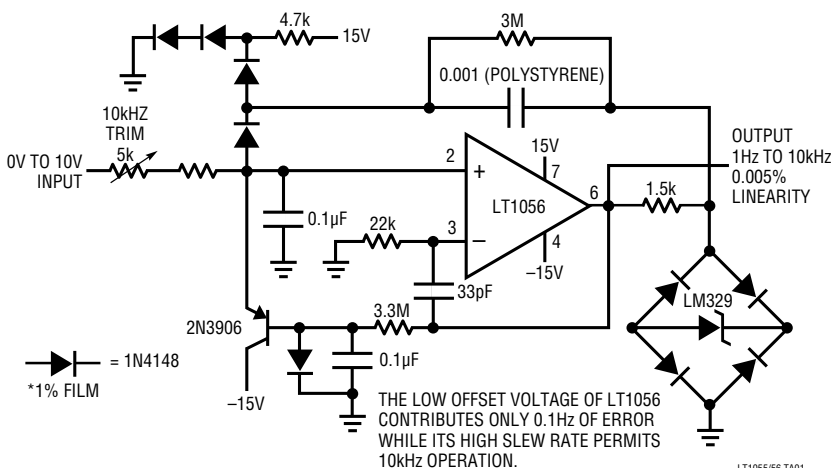 4.7k
15V
3M
0.001 (POLYSTYRENE)
10kHZ
TRIM
5k
0V TO 10V
INPUT
2
+
15V
7
6
LT1056
OUTPUT
1Hz TO 10kHz
0.005%
LINEARITY
1.5k
0.1µF
22k
3
–
4
–15V
33pF
LM329
2N3906
3.3M
0.1µF
= 1N4148
*1% FILM
–15V
THE LOW OFFSET VOLTAGE OF LT1056
CONTRIBUTES ONLY 0.1Hz OF ERROR
WHILE ITS HIGH SLEW RATE PERMITS
10kHz OPERATION.
LT1055/56 TA01